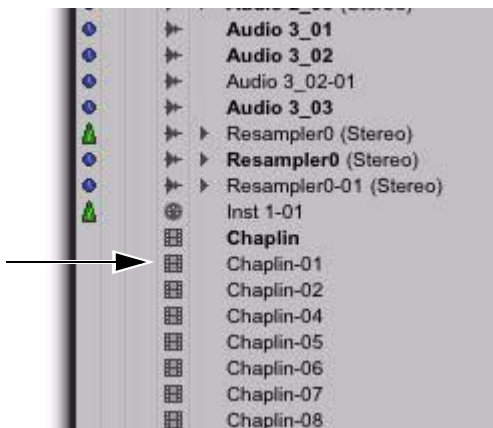 Audio 3_01
Audio 3_02
Audio 3_02-01
Audio 3_03
Resampler0 (Stereo)
Resampler0 (Stereo)
Resampler0-01 (Stereo)
Inst 1-01
Chaplin
Chaplin-01
Chaplin-02
Chaplin-04
Chaplin-05
Chaplin-06
Chaplin-07
Chaplin-08